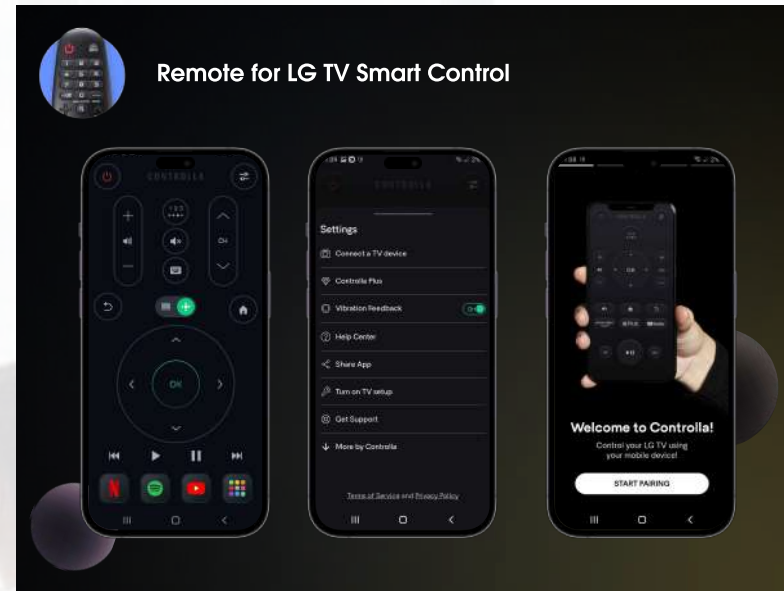 Remote for LG TV Smart Control
CONTROLLA
CH
OK
Settings
Connect a TV device
Controlla Plus
Vibration Feedback
Help Center
Share App
Turn on TV setup
Get Support
More by Controlla
Terms of Service and Privacy Policy
Welcome to Controlla!
Control your LG TV using
your mobile device!
START PAIRING